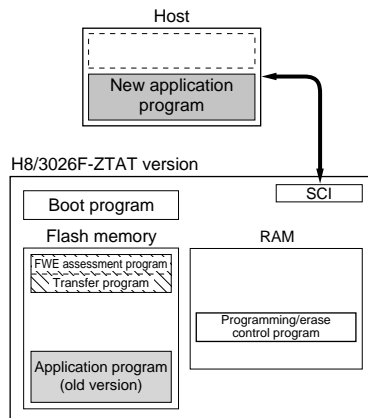 Host
New application
program
H8/3026F-ZTAT version
SCI
Boot program
Flash memory
RAM
FWE assessment program
Transfer program
Programming/erase
control program
Application program
(old version)